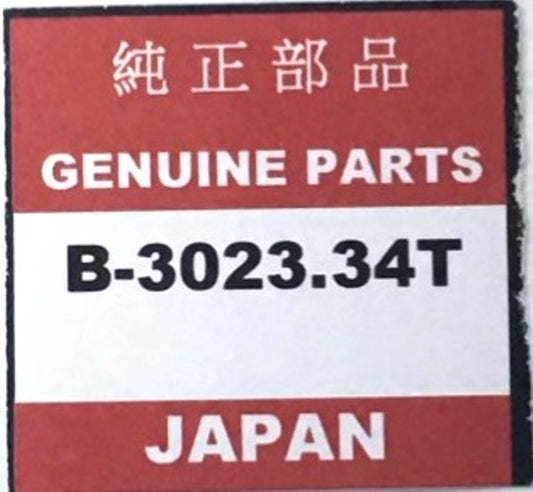 純正部品
GENUINE PARTS
B-3023.34T
JAPAN